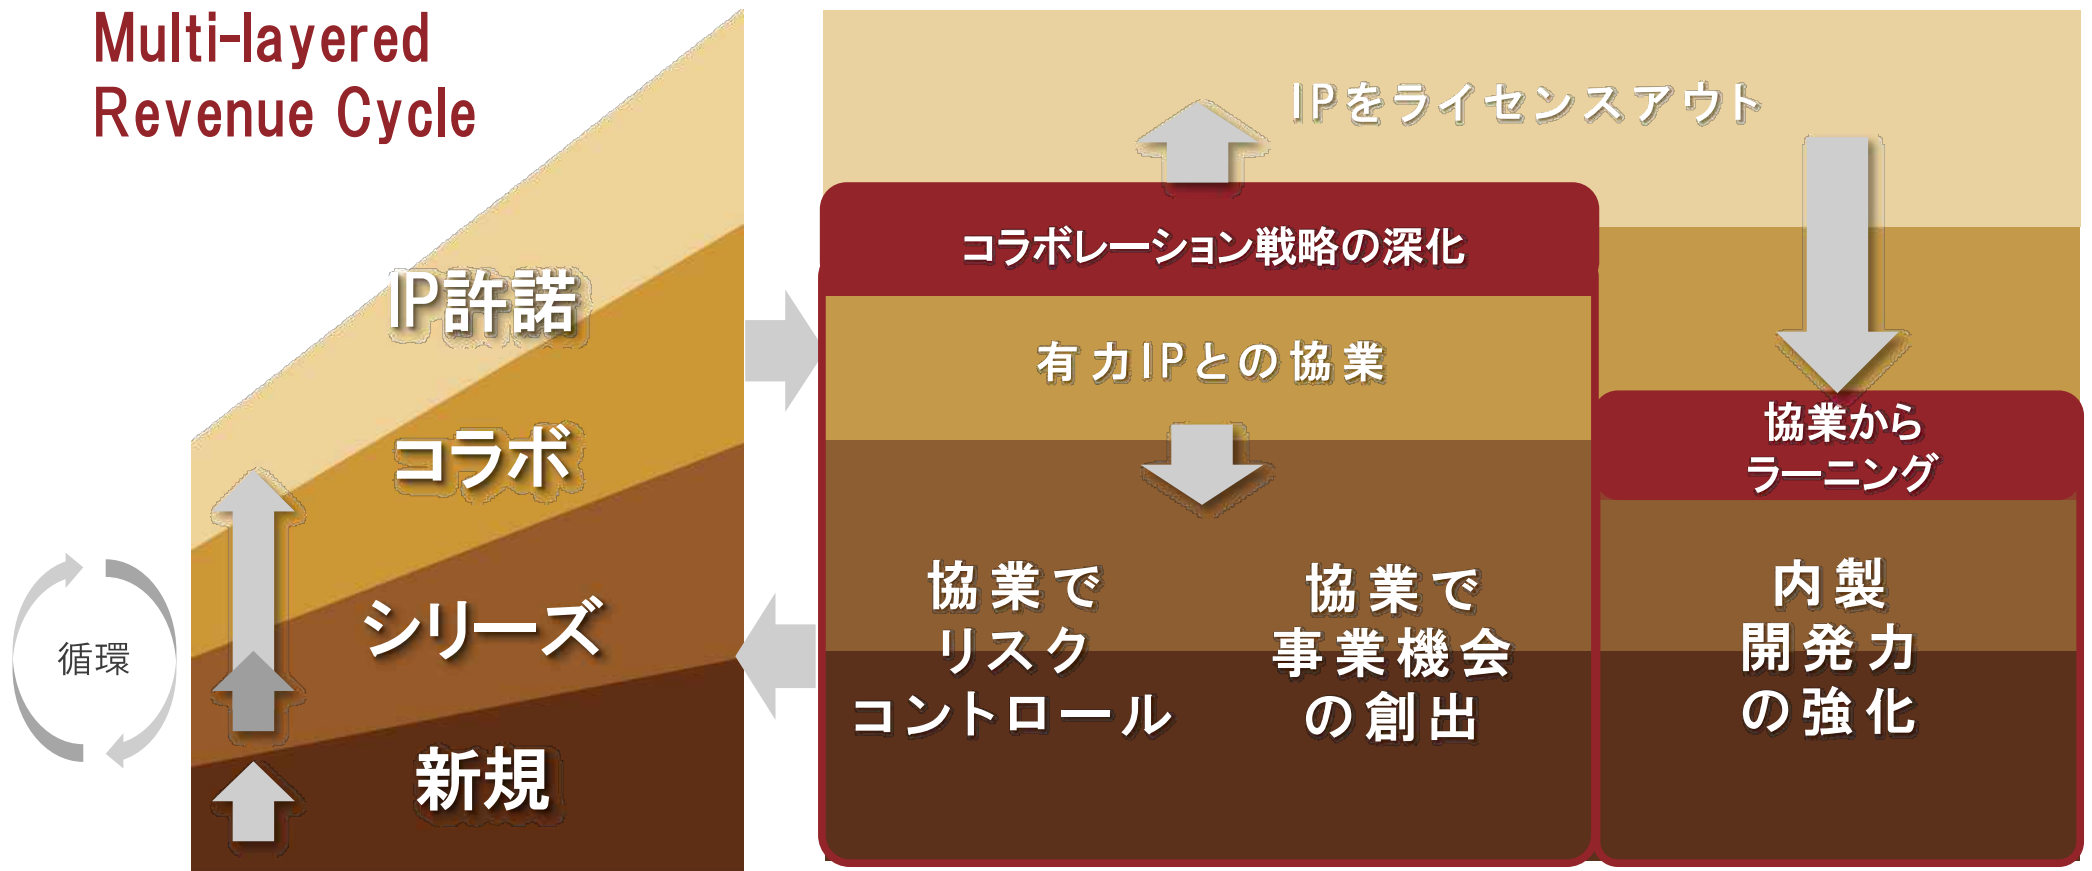 Multi-layered
Revenue Cycle
IP許諾
コラボ
シリーズ
新規
循環
IPをライセンスアウト
コラボレーション戦略の深化
有力IPとの協業
協業で
リスク
コントロール
協業で
事業機会
の創出
協業から
ラーニング
内製
開発力
の強化